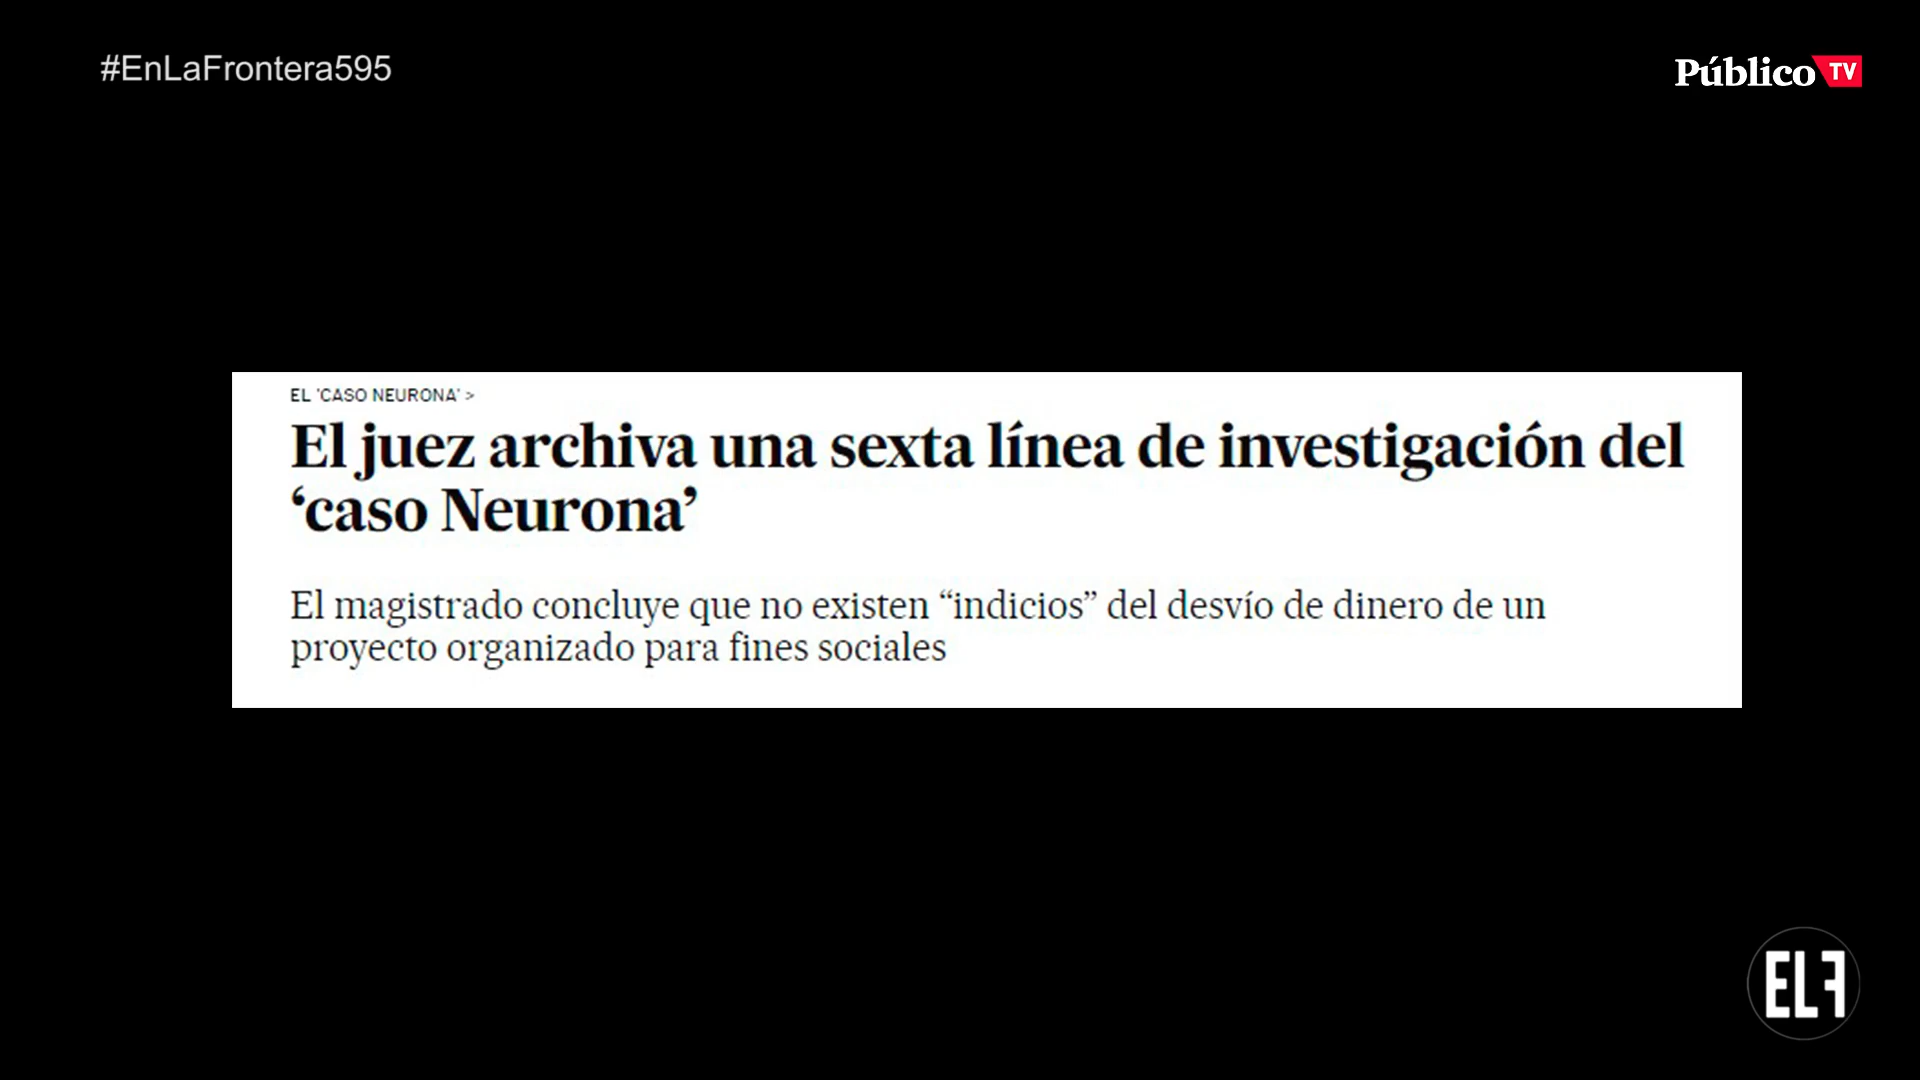 #EnLaFrontera595
Público TV
EL 'CASO NEURONA' >
El juez archiva una sexta línea de investigación del
‘caso Neurona’
El magistrado concluye que no existen “indicios” del desvío de dinero de un
proyecto organizado para fines sociales
ELF